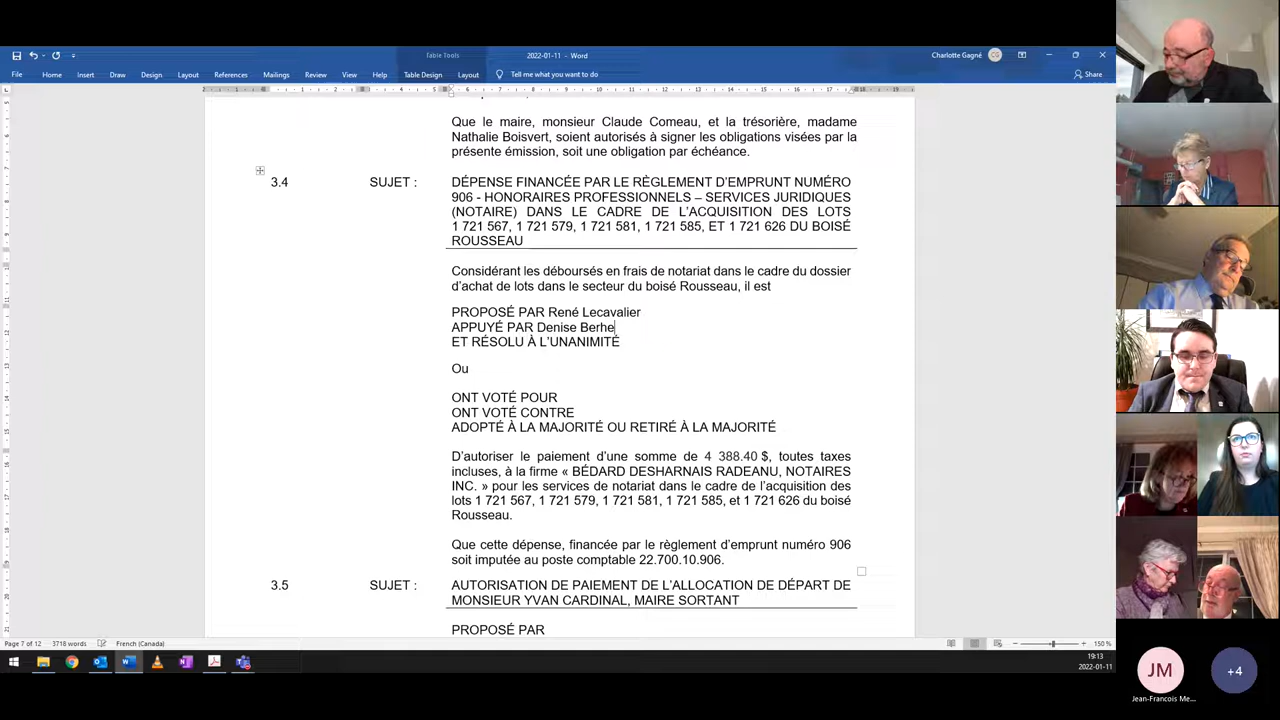 Table Tools
2022-01-11 - Word
Charlotte Gagné
CG
File Home Insert Draw Design Layout References Mailings Review View Help Table Design Layout Tell me what you want to do
Share
Que le maire, monsieur Claude Comeau, et la trésorière, madame
Nathalie Boisvert, soient autorisés à signer les obligations visées par la
présente émission, soit une obligation par échéance.
3.4 SUJET : DÉPENSE FINANCÉE PAR LE RÈGLEMENT D'EMPRUNT NUMÉRO
906 - HONORAIRES PROFESSIONNELS – SERVICES JURIDIQUES
(NOTAIRE) DANS LE CADRE DE L'ACQUISITION DES LOTS
1 721 567, 1 721 579, 1 721 581, 1 721 585, ET 1 721 626 DU BOISÉ
ROUSSEAU
Considérant les déboursés en frais de notariat dans le cadre du dossier
d'achat de lots dans le secteur du boisé Rousseau, il est
PROPOSÉ PAR René Lecavalier
APPUYÉ PAR Denise Berhe
ET RÉSOLU À L'UNANIMITÉ
Ou
ONT VOTÉ POUR
ONT VOTÉ CONTRE
ADOPTÉ À LA MAJORITÉ OU RETIRÉ À LA MAJORITÉ
D'autoriser le paiement d'une somme de 4 388.40 $, toutes taxes
incluses, à la firme « BÉDARD DESHARNAIS RADEANU, NOTAIRES
INC. » pour les services de notariat dans le cadre de l'acquisition des
lots 1 721 567, 1 721 579, 1 721 581, 1 721 585, et 1 721 626 du boisé
Rousseau.
Que cette dépense, financée par le règlement d'emprunt numéro 906
soit imputée au poste comptable 22.700.10.906.
3.5 SUJET : AUTORISATION DE PAIEMENT DE L'ALLOCATION DE DÉPART DE
MONSIEUR YVAN CARDINAL, MAIRE SORTANT
PROPOSÉ PAR
Page 7 of 12 3718 words French (Canada)
150 %
19:13
2022-01-11
JM
+4
Jean-Francois Me...